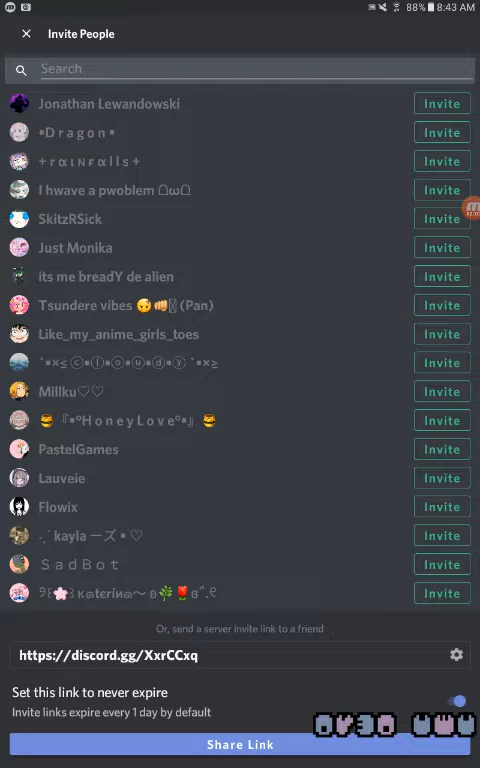 88% 8:43 AM
Invite People
Search
Jonathan Lewandowski Invite
•D r a g o n • Invite
+ r α ι ɴ ғ α l l s + Invite
I hwave a pwoblem ᗝωᗝ Invite
SkitzRSick Invite
Just Monika Invite
íts me breadY de alien Invite
Tsundere vibes 😳👊 (Pan) Invite
Like_my_anime_girls_toes Invite
`•×≤ ⓒ•ⓛ•ⓞ•ⓤ•ⓓ•ⓨ `•×≥ Invite
Millku♡♡ Invite
🍯『•°H o n e y L o v e°•』🍯 Invite
PastelGames Invite
Lauveie Invite
Flowix Invite
kayla ーズ • ♡ Invite
ＳａｄＢｏｔ Invite
Invite
Or, send a server invite link to a friend
https://discord.gg/XxrCCxq
Set this link to never expire
Invite links expire every 1 day by default
Share Link